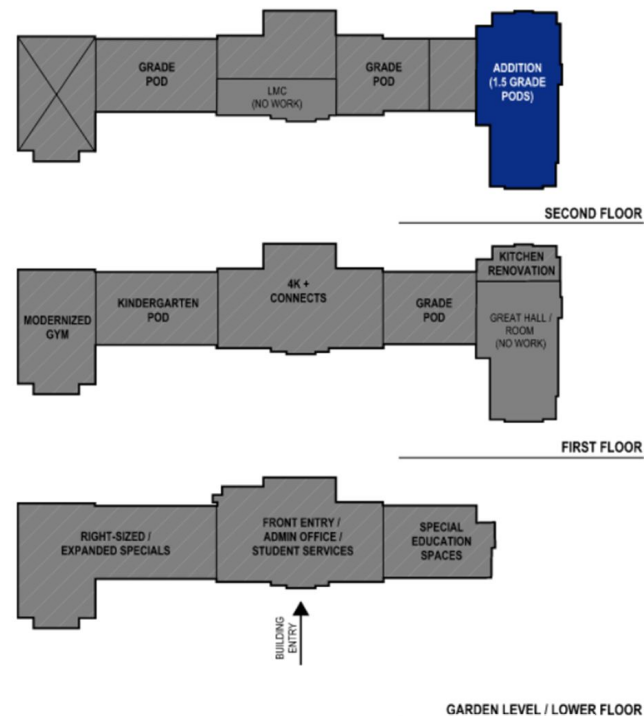 GRADE
POD
LMC
(NO WORK)
GRADE
POD
ADDITION
(1.5 GRADE
PODS)
SECOND FLOOR
MODERNIZED
GYM
KINDERGARTEN
POD
4K +
CONNECTS
GRADE
POD
KITCHEN
RENOVATION
GREAT HALL /
ROOM
(NO WORK)
FIRST FLOOR
RIGHT-SIZED /
EXPANDED SPECIALS
FRONT ENTRY /
ADMIN OFFICE /
STUDENT SERVICES
SPECIAL
EDUCATION
SPACES
BUILDING
ENTRY
GARDEN LEVEL / LOWER FLOOR